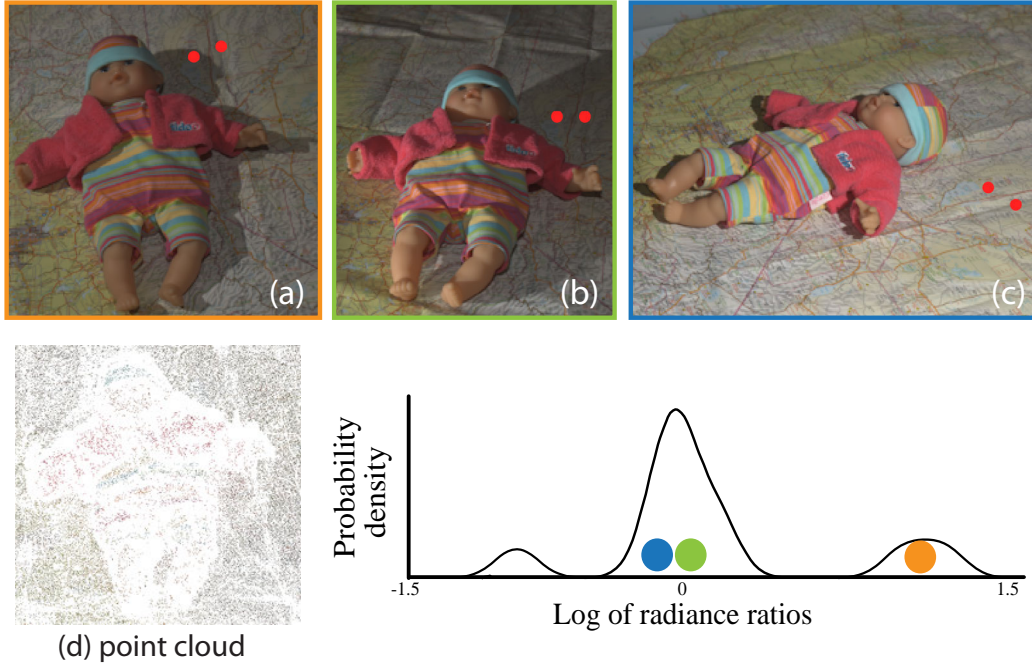 (a)
(b)
(c)
(d) point cloud
Probability
density
-1.5
0
1.5
Log of radiance ratios